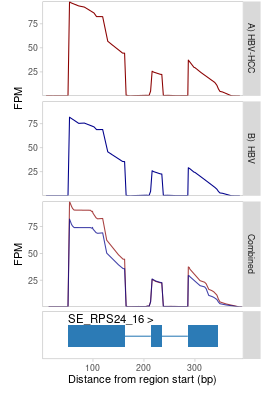 75
50
25
A) HBV-HCC
FPM
75
50
25
B) HBV
75
50
25
FPM
Combined
SE_RPS24_16 >
100 200 300
Distance from region start (bp)